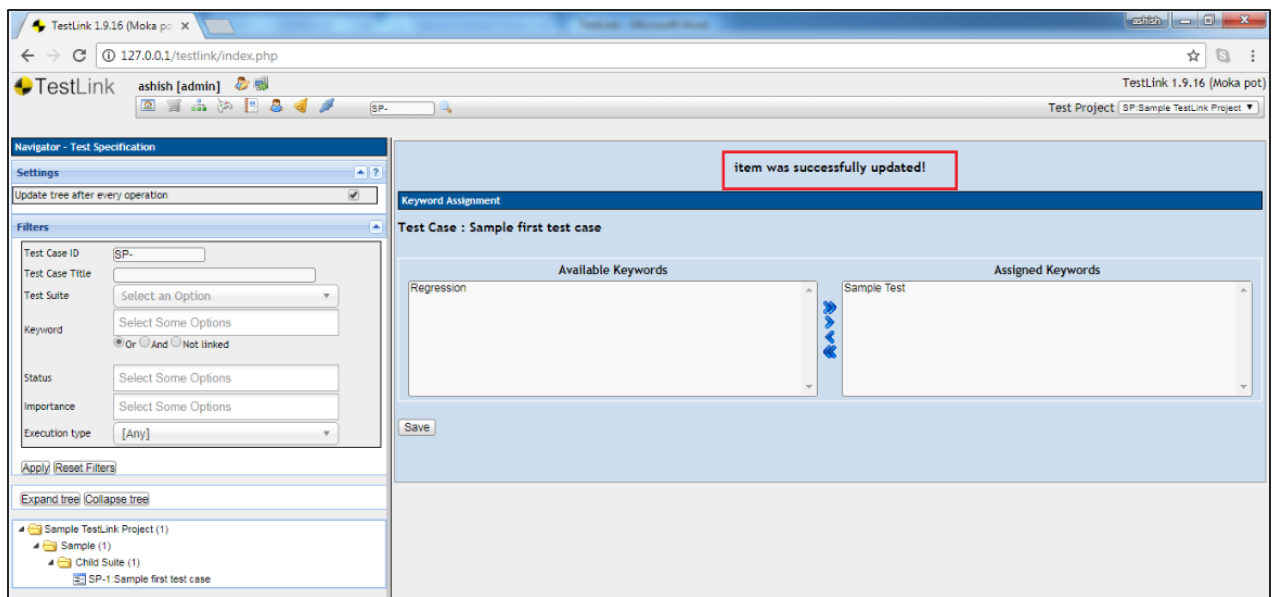 TestLink 1.9.16 (Moka po
ashish
127.0.0.1/testlink/index.php
TestLink
ashish [admin]
TestLink 1.9.16 (Moka pot)
SP-
Test Project
SP:Sample TestLink Project
Navigator - Test Specification
Settings
?
Update tree after every operation
Filters
Test Case ID
SP-
Test Case Title
Test Suite
Select an Option
Keyword
Select Some Options
Or And Not linked
Status
Select Some Options
Importance
Select Some Options
Execution type
[Any]
Apply Reset Filters
Expand tree Collapse tree
Sample TestLink Project (1)
Sample (1)
Child Suite (1)
SP-1:Sample first test case
item was successfully updated!
Keyword Assignment
Test Case : Sample first test case
Available Keywords
Assigned Keywords
Regression
Sample Test
Save